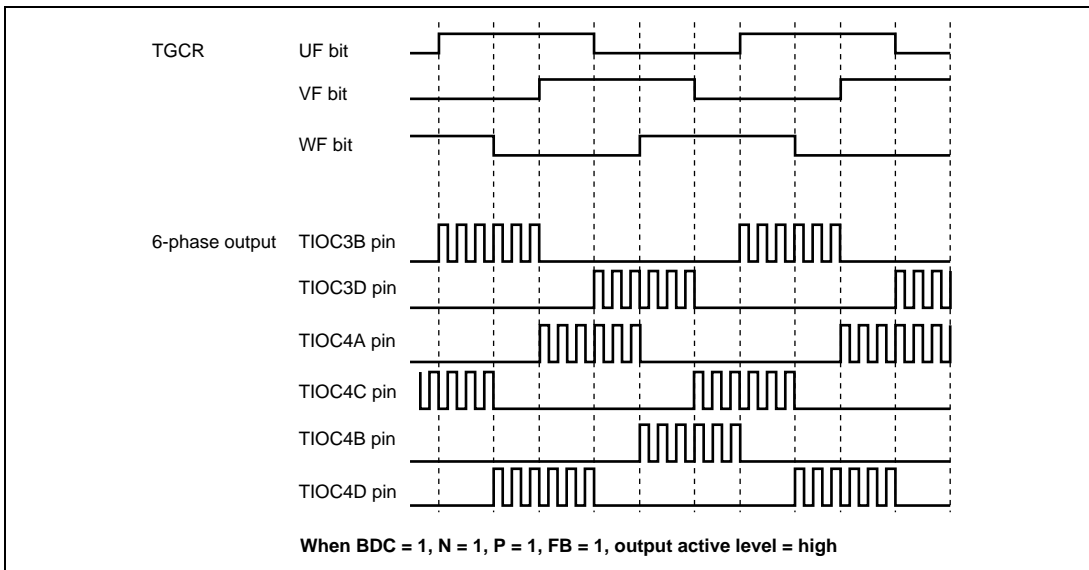 TGCR UF bit
VF bit
WF bit
6-phase output TIOC3B pin
TIOC3D pin
TIOC4A pin
TIOC4C pin
TIOC4B pin
TIOC4D pin
When BDC = 1, N = 1, P = 1, FB = 1, output active level = high